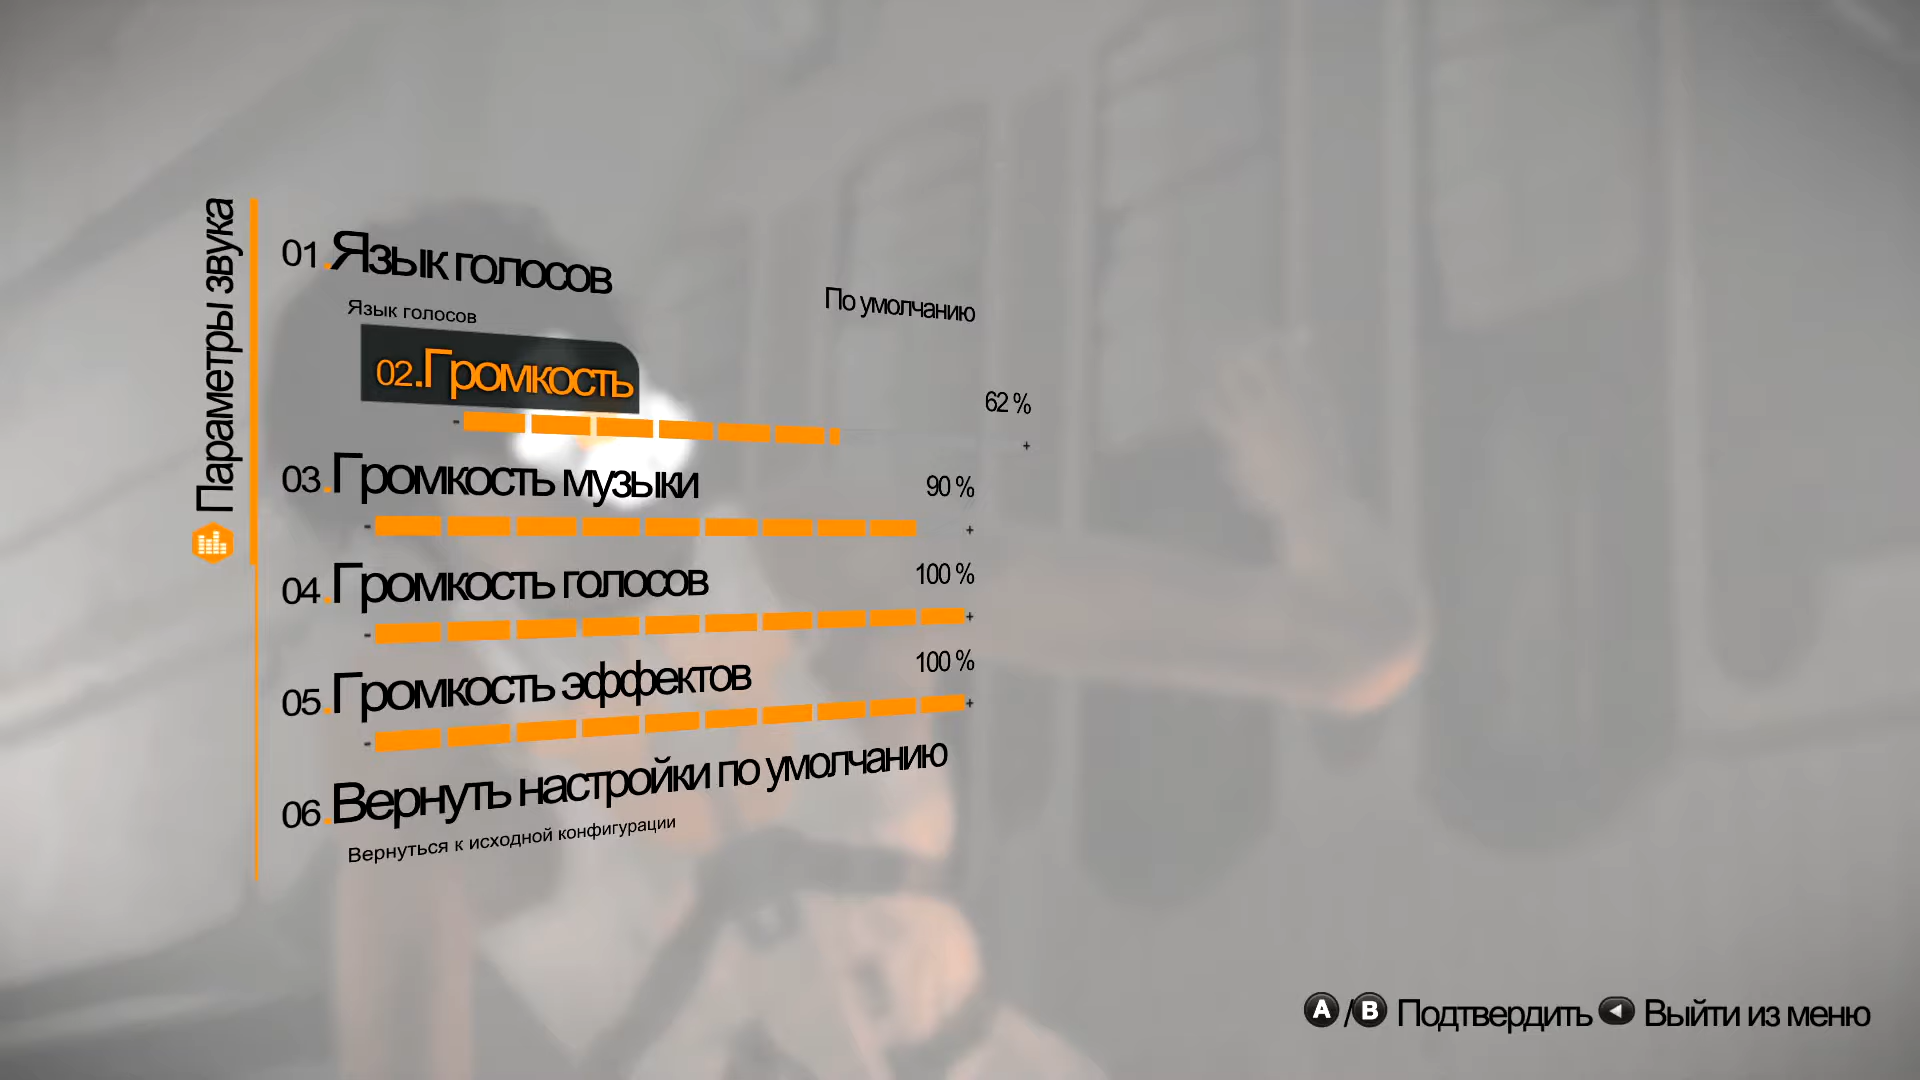 Параметры звука
01.Язык голосов
По умолчанию
Язык голосов
02.Громкость
62 %
- +
03.Громкость музыки
90 %
- +
04.Громкость голосов
100 %
- +
05.Громкость эффектов
100 %
- +
06.Вернуть настройки по умолчанию
Вернуться к исходной конфигурации
A/B Подтвердить Выйти из меню